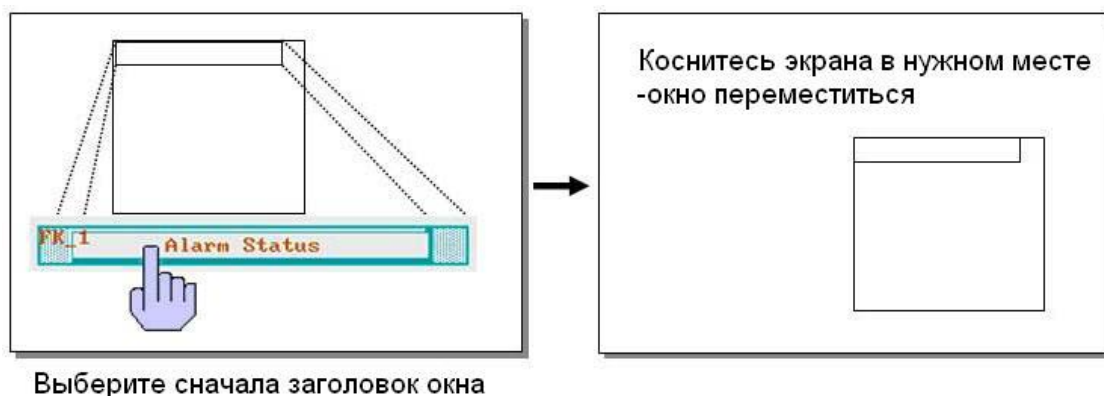 Коснитесь экрана в нужном месте
-окно переместиться
FK_1
Alarm Status
Выберите сначала заголовок окна